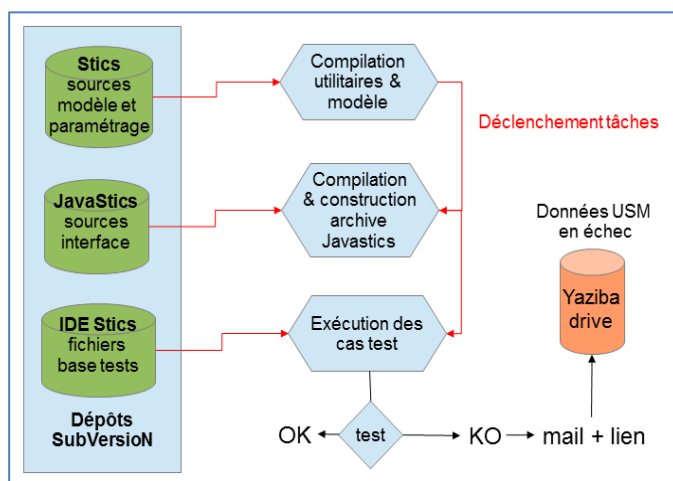 Stics
sources
modèle et
paramétrage
Compilation
utilitaires &
modèle
Déclenchement tâches
JavaStics
sources
interface
Compilation
& construction
archive
Javastics
Données USM
en échec
Yaziba
drive
IDE Stics
fichiers
base tests
Exécution des
cas test
Dépôts
SubVersioN
OK
test
KO
mail + lien